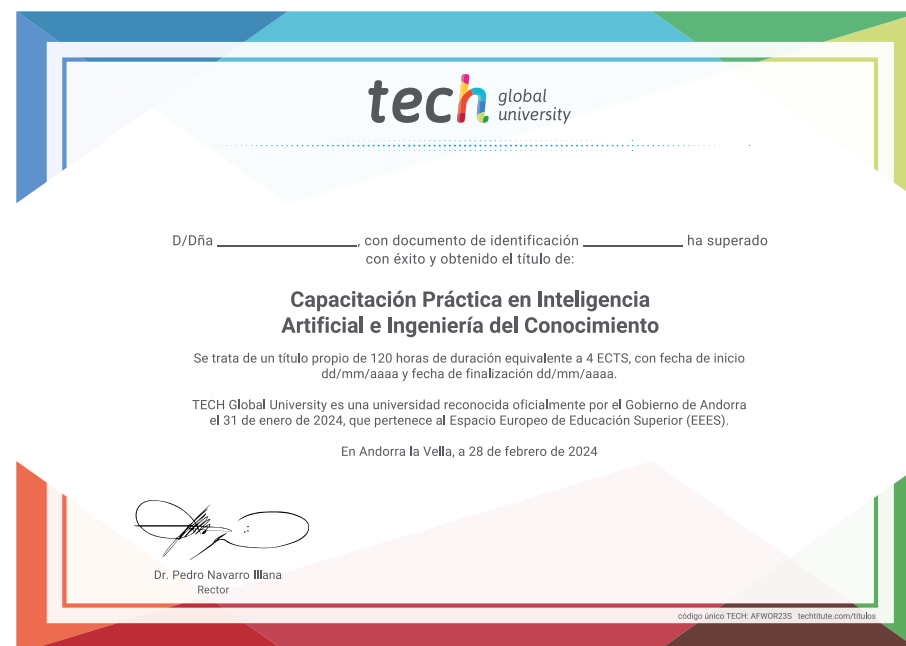 tech global university
D/Dña ____________________, con documento de identificación ______________ ha superado
con éxito y obtenido el título de:
Capacitación Práctica en Inteligencia
Artificial e Ingeniería del Conocimiento
Se trata de un título propio de 120 horas de duración equivalente a 4 ECTS, con fecha de inicio
dd/mm/aaaa y fecha de finalización dd/mm/aaaa.
TECH Global University es una universidad reconocida oficialmente por el Gobierno de Andorra
el 31 de enero de 2024, que pertenece al Espacio Europeo de Educación Superior (EEES).
En Andorra la Vella, a 28 de febrero de 2024
Dr. Pedro Navarro Illana
Rector
código único TECH: AFWOR23S techtitute.com/titulos